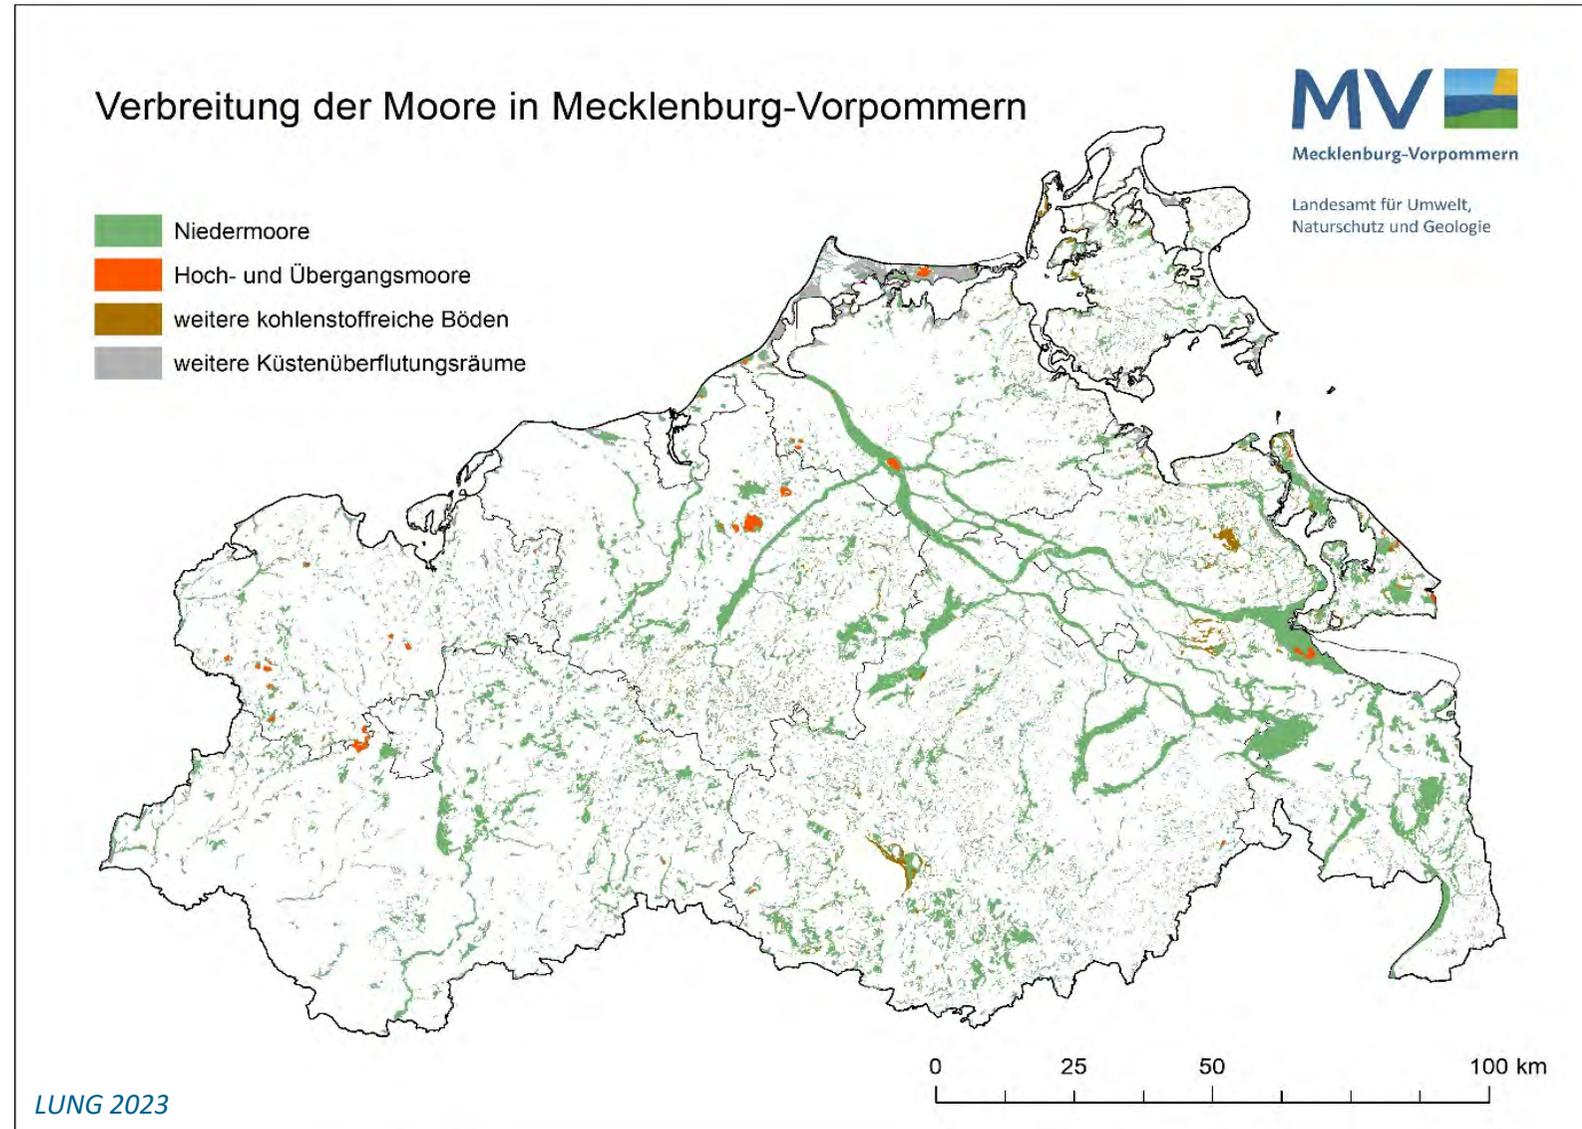 Verbreitung der Moore in Mecklenburg-Vorpommern
MV
Mecklenburg-Vorpommern
Landesamt für Umwelt,
Naturschutz und Geologie
Niedermoore
Hoch- und Übergangsmoore
weitere kohlenstoffreiche Böden
weitere Küstenüberflutungsräume
0 25 50 100 km
LUNG 2023